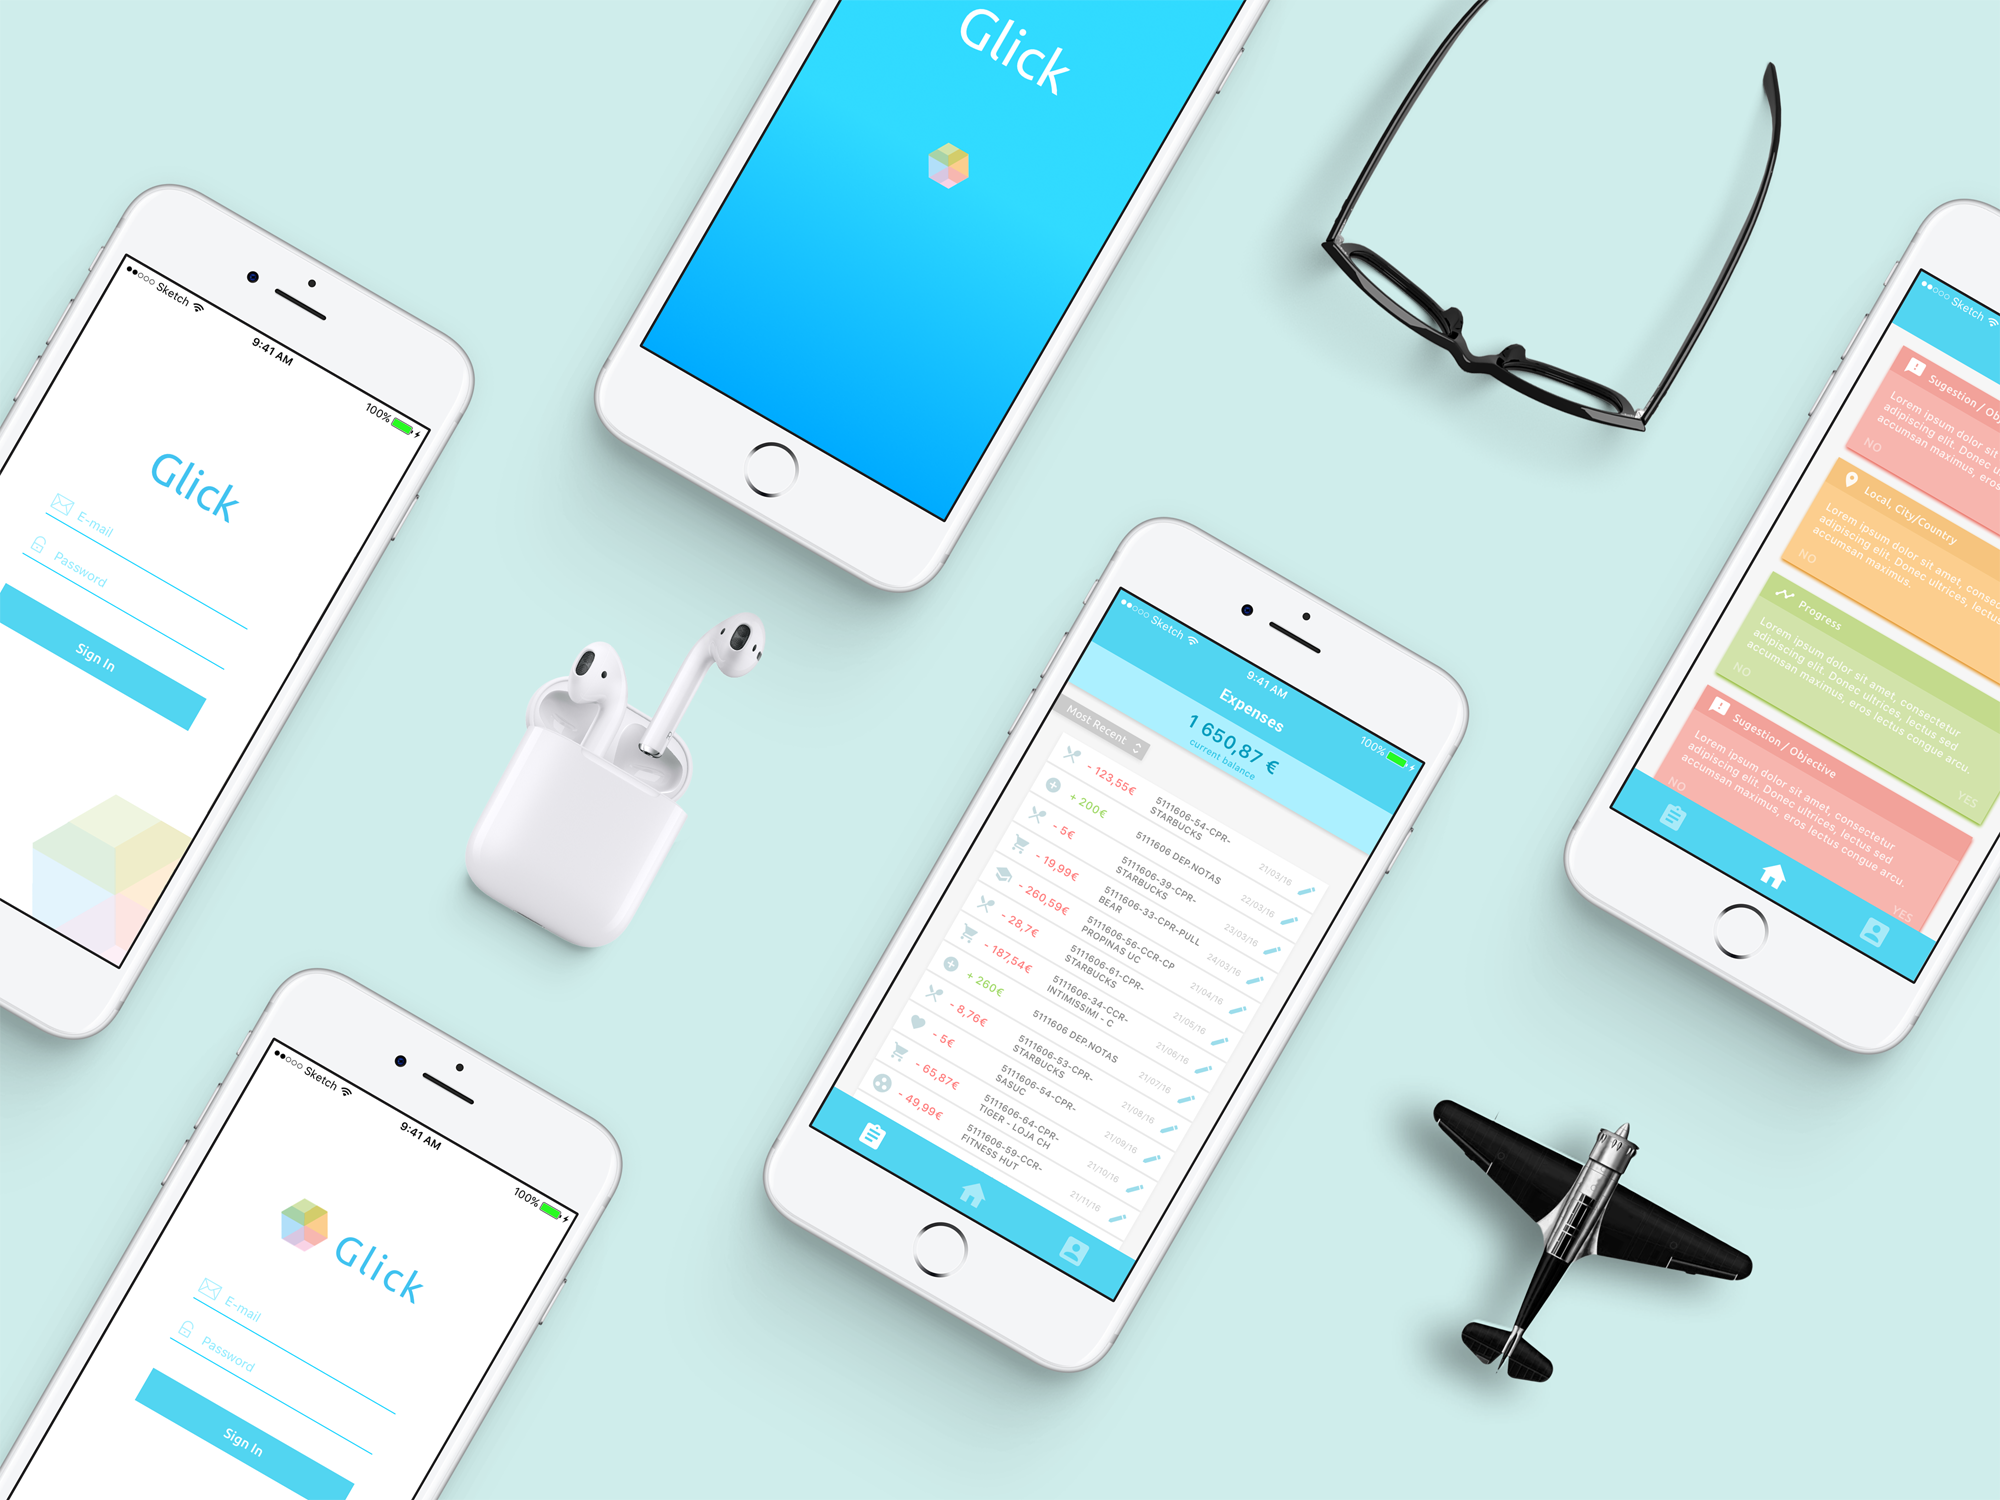 Glick
Sketch
9:41 AM
100%
Glick
E-mail
Password
Sign In
Sketch
9:41 AM
100%
Glick
E-mail
Password
Sign In
Sketch
9:41 AM
100%
Expenses
1 650,87 €
current balance
Most Recent
- 123,55€ 5111606-54-CPR-
STARBUCKS 21/03/16
+ 200€ 5111606 DEP.NOTAS 22/03/16
- 5€ 5111606-39-CPR-
STARBUCKS 23/03/16
- 19,99€ 5111606-33-CPR-PULL
BEAR 24/03/16
- 260,59€ 5111606-56-CCR-CP
PROPINAS UC 21/04/16
- 28,7€ 5111606-61-CPR-
STARBUCKS 21/05/16
- 187,54€ 5111606-34-CCR-
INTIMISSIMI - C 21/06/16
+ 260€ 5111606 DEP.NOTAS 21/07/16
- 8,76€ 5111606-53-CPR-
STARBUCKS 21/08/16
- 5€ 5111606-54-CPR-
SASUC 21/09/16
- 65,87€ 5111606-64-CPR-
TIGER - LOJA CH 21/10/16
- 49,99€ 5111606-59-CCR-
FITNESS HUT 21/11/16
Sketch
Sugestion / Obj
Lorem ipsum dolor sit
adipiscing elit. Donec u
accumsan maximus, eros
NO
Local, City/Country
Lorem ipsum dolor sit amet, consec
adipiscing elit. Donec ultrices, lectus
accumsan maximus.
NO
Progress
Lorem ipsum dolor sit amet, consectetur
adipiscing elit. Donec ultrices, lectus sed
accumsan maximus, eros lectus congue arcu.
NO YES
Sugestion / Objective
Lorem ipsum dolor sit amet, consectetur
adipiscing elit. Donec ultrices, lectus sed
accumsan maximus, eros lectus congue arcu.
NO YES